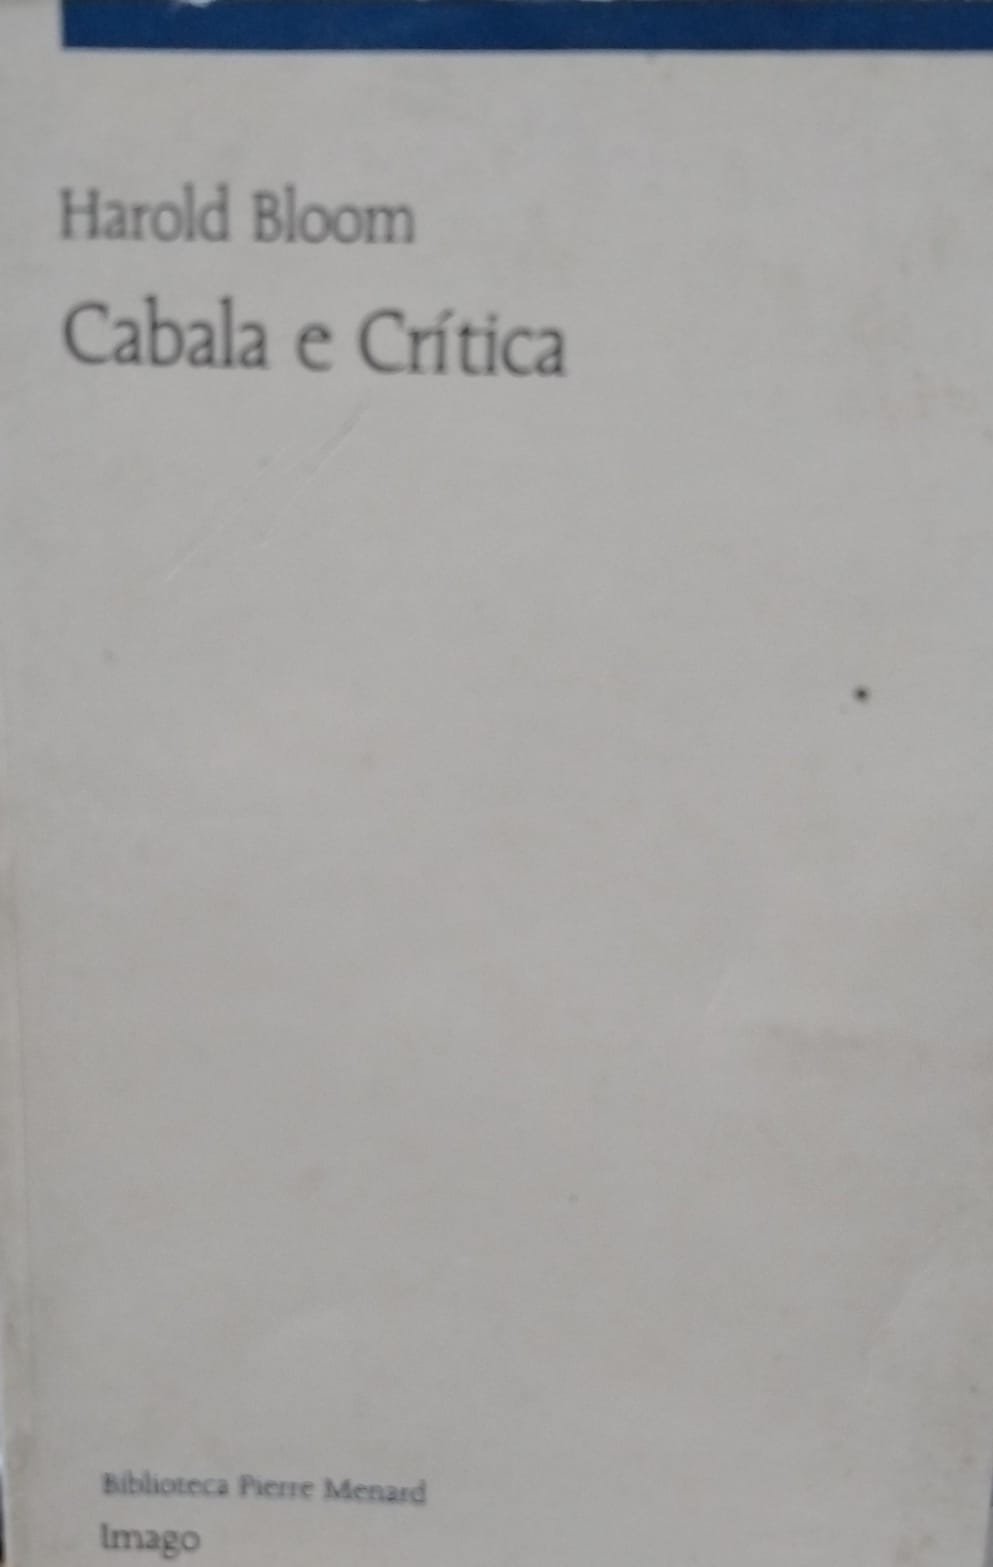 Harold Bloom
Cabala e Crítica
Biblioteca Pierre Menard
Imago